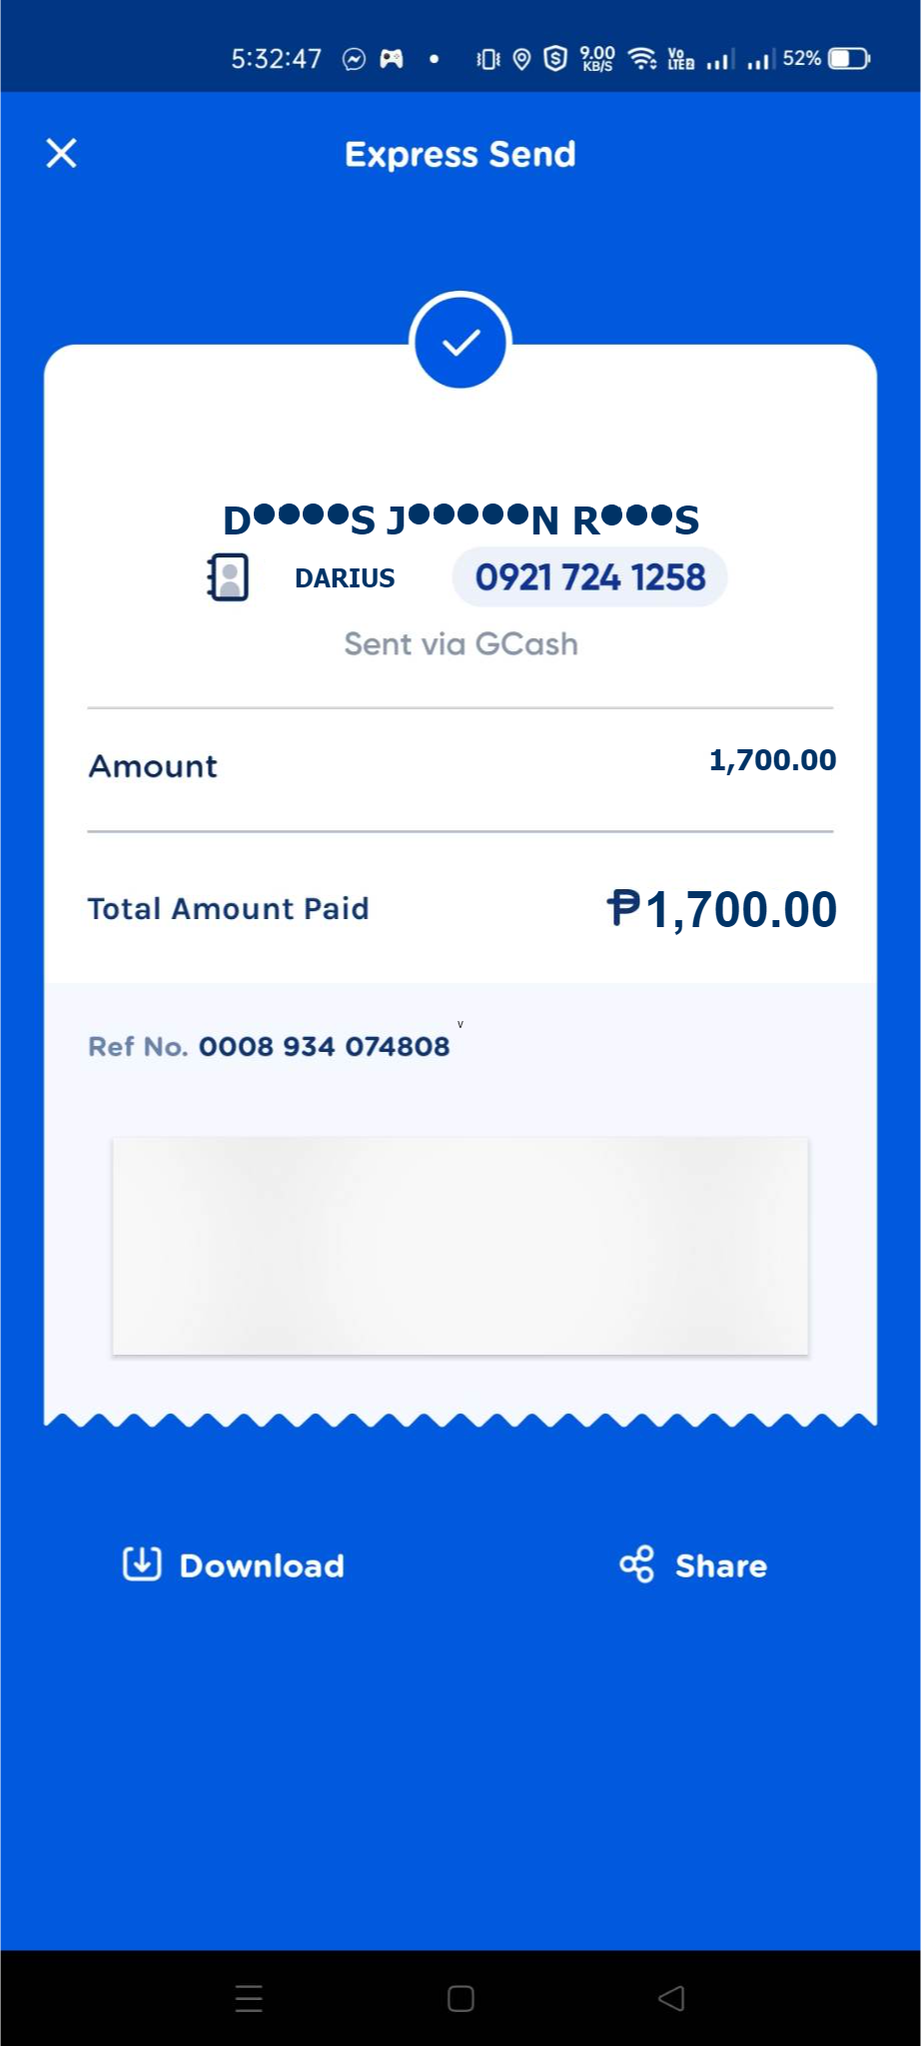 5:32:47 9.00 KB/S Vo LTE 2 52%
Express Send
D●●●●S J●●●●●N R●●●S
DARIUS 0921 724 1258
Sent via GCash
Amount 1,700.00
Total Amount Paid ₱1,700.00
v
Ref No. 0008 934 074808
Download Share